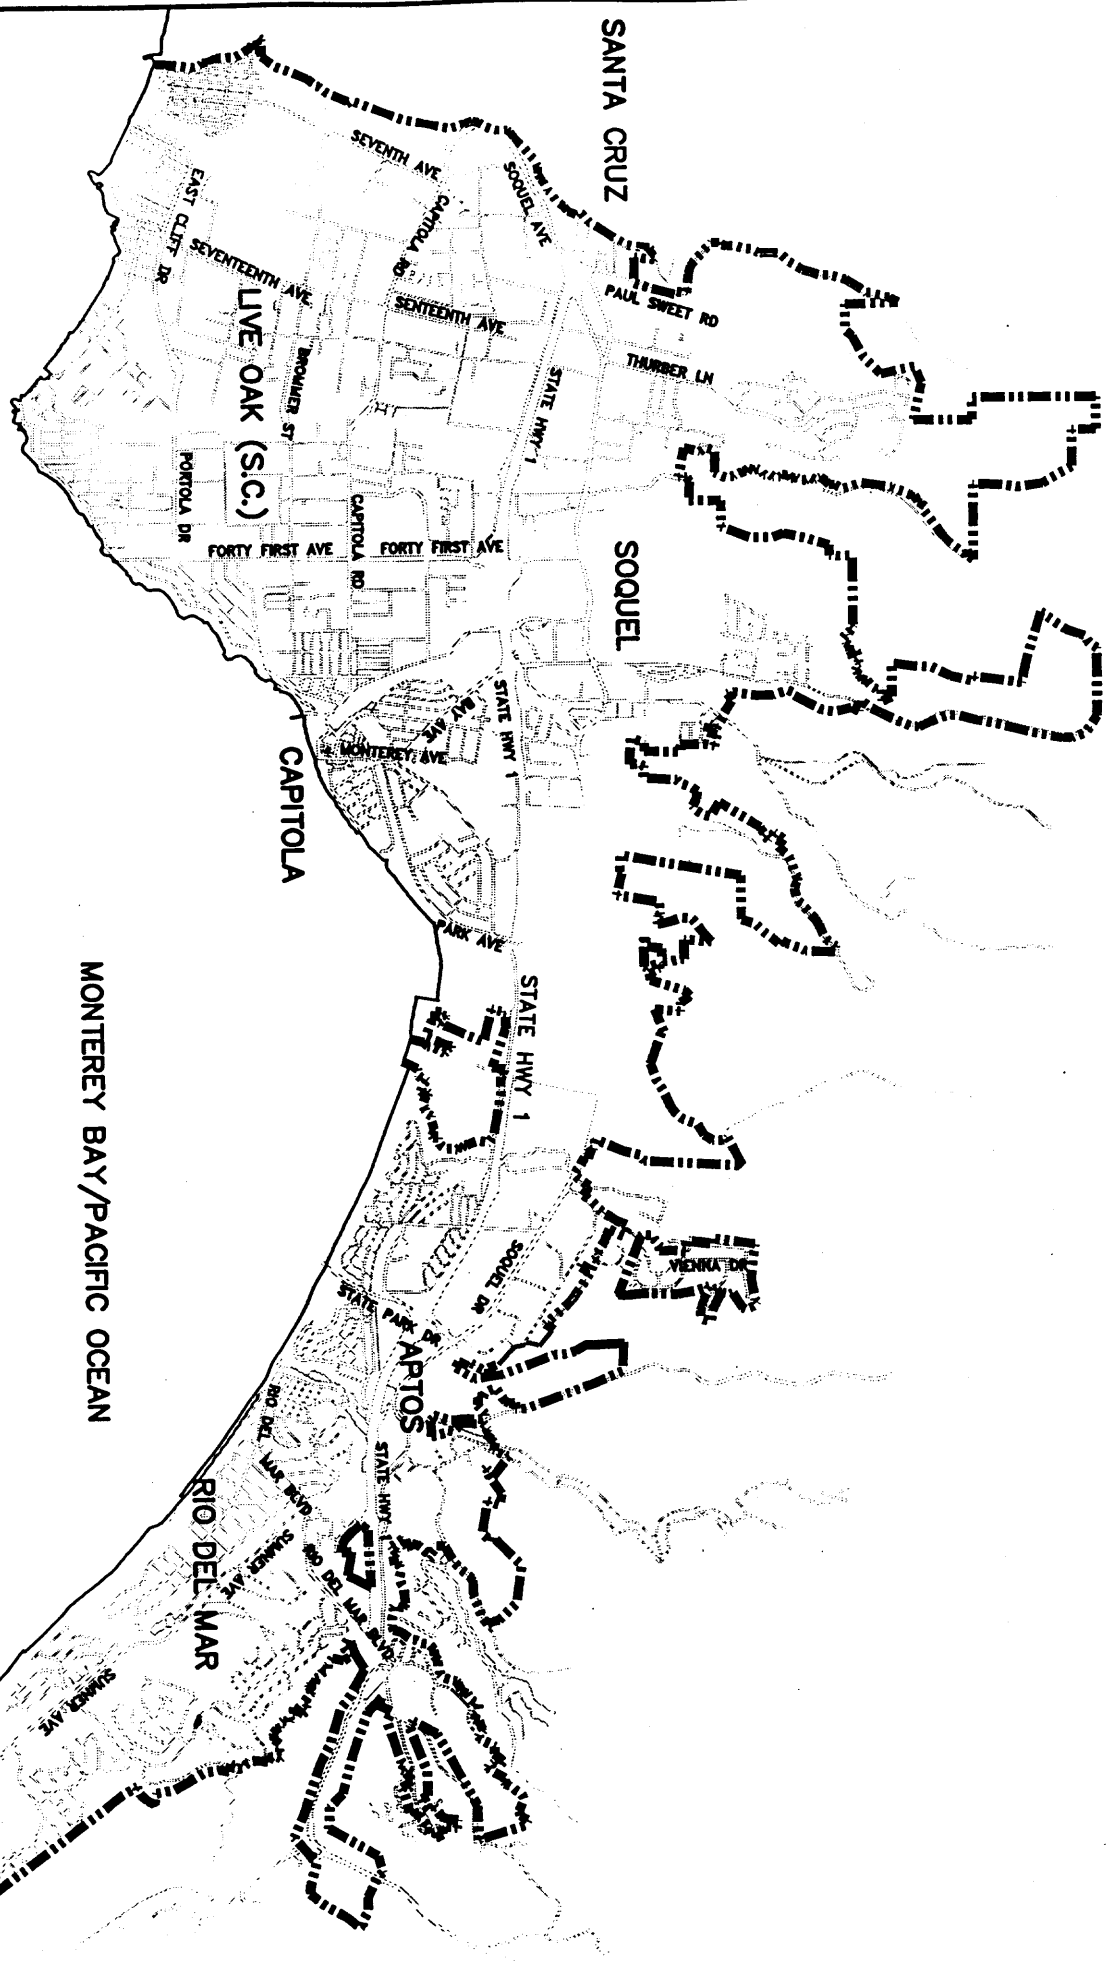 SANTA CRUZ
SEVENTH AVE
SOQUEL AVE
CAPITOLA RD
EAST CLIFF DR
SEVENTEENTH AVE
SENTEENTH AVE
PAUL SWEET RD
THURBER LN
LIVE OAK (S.C.)
BROMMER ST
STATE HWY 1
PORTOLA DR
CAPITOLA RD
FORTY FIRST AVE
FORTY FIRST AVE
SOQUEL
STATE HWY 1
BAY AVE
MONTEREY AVE
CAPITOLA
PARK AVE
STATE HWY 1
MONTEREY BAY/PACIFIC OCEAN
VIENNA DR
SOQUEL DR
STATE PARK DR
APTOS
RIO DEL MAR BLVD
STATE HWY 1
RIO DEL MAR
SUMNER AVE
RIO DEL MAR BLVD
SUMNER AVE